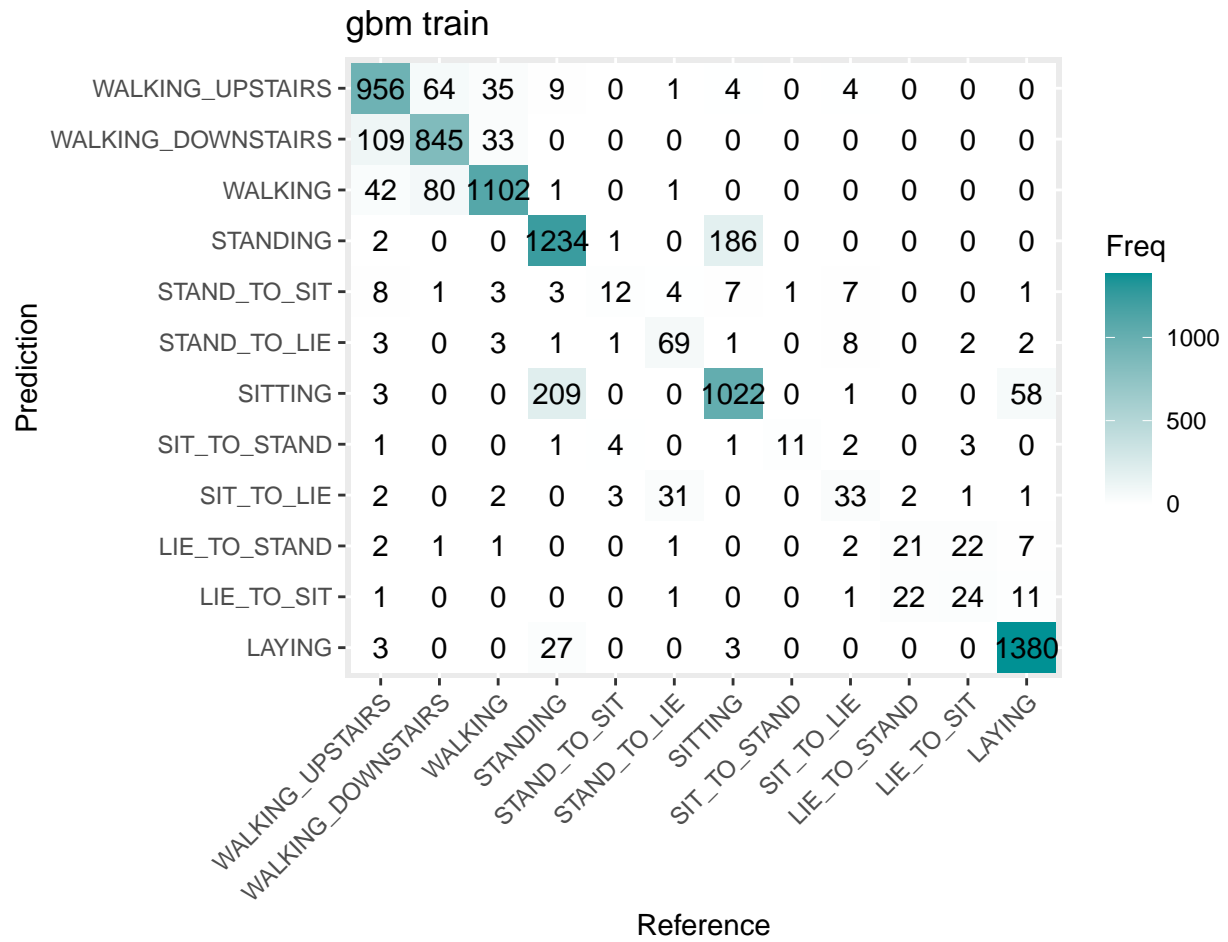 gbm train
WALKING_UPSTAIRS 956 64 35 9 0 1 4 0 4 0 0 0
WALKING_DOWNSTAIRS 109 845 33 0 0 0 0 0 0 0 0 0
WALKING 42 80 1102 1 0 1 0 0 0 0 0 0
STANDING 2 0 0 1234 1 0 186 0 0 0 0 0
STAND_TO_SIT 8 1 3 3 12 4 7 1 7 0 0 1
STAND_TO_LIE 3 0 3 1 1 69 1 0 8 0 2 2
SITTING 3 0 0 209 0 0 1022 0 1 0 0 58
SIT_TO_STAND 1 0 0 1 4 0 1 11 2 0 3 0
SIT_TO_LIE 2 0 2 0 3 31 0 0 33 2 1 1
LIE_TO_STAND 2 1 1 0 0 1 0 0 2 21 22 7
LIE_TO_SIT 1 0 0 0 0 1 0 0 1 22 24 11
LAYING 3 0 0 27 0 0 3 0 0 0 0 1380
WALKING_UPSTAIRS
WALKING_DOWNSTAIRS
WALKING
STANDING
STAND_TO_SIT
STAND_TO_LIE
SITTING
SIT_TO_STAND
SIT_TO_LIE
LIE_TO_STAND
LIE_TO_SIT
LAYING
Reference
Prediction
Freq
1000
500
0